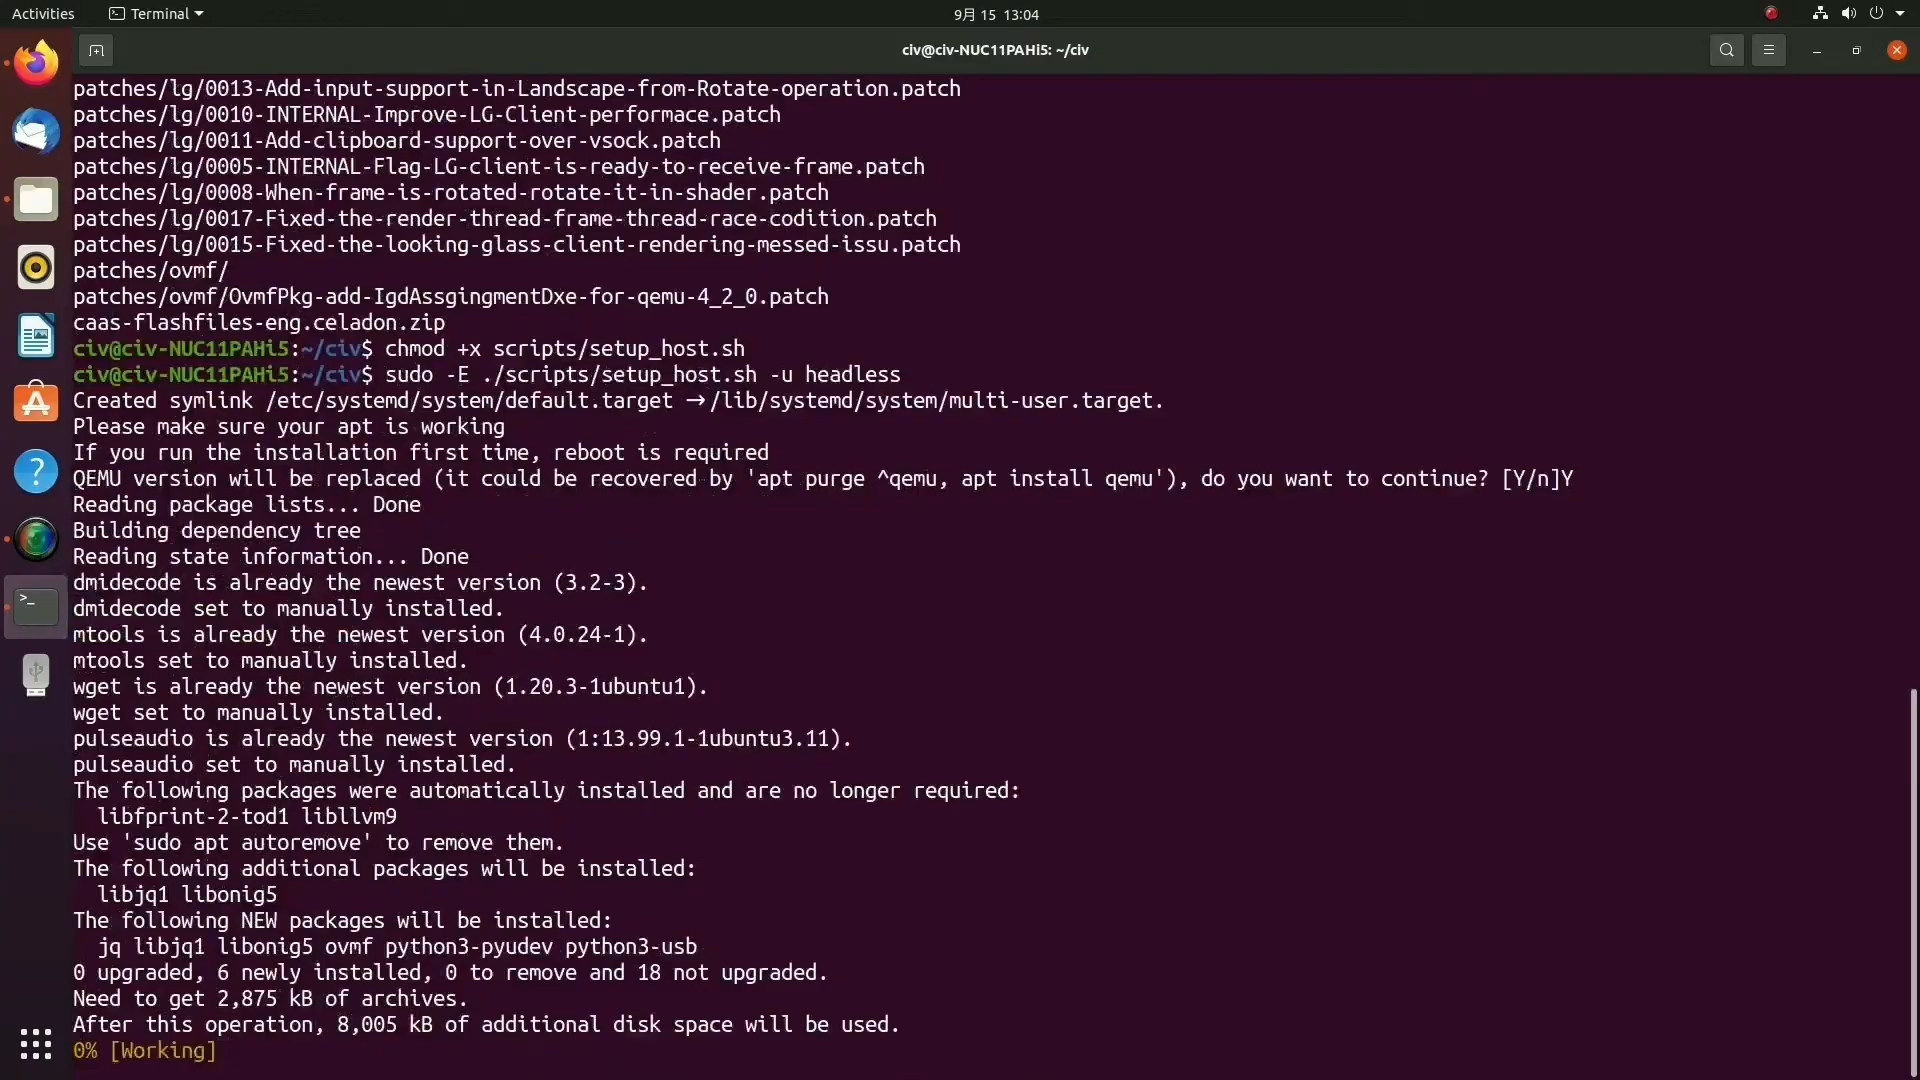 Activities Terminal 9月 15 13:04
civ@civ-NUC11PAHi5: ~/civ
patches/lg/0013-Add-input-support-in-Landscape-from-Rotate-operation.patch
patches/lg/0010-INTERNAL-Improve-LG-Client-performace.patch
patches/lg/0011-Add-clipboard-support-over-vsock.patch
patches/lg/0005-INTERNAL-Flag-LG-client-is-ready-to-receive-frame.patch
patches/lg/0008-When-frame-is-rotated-rotate-it-in-shader.patch
patches/lg/0017-Fixed-the-render-thread-frame-thread-race-codition.patch
patches/lg/0015-Fixed-the-looking-glass-client-rendering-messed-issu.patch
patches/ovmf/
patches/ovmf/OvmfPkg-add-IgdAssgingmentDxe-for-qemu-4_2_0.patch
caas-flashfiles-eng.celadon.zip
civ@civ-NUC11PAHi5:~/civ$ chmod +x scripts/setup_host.sh
civ@civ-NUC11PAHi5:~/civ$ sudo -E ./scripts/setup_host.sh -u headless
Created symlink /etc/systemd/system/default.target → /lib/systemd/system/multi-user.target.
Please make sure your apt is working
If you run the installation first time, reboot is required
QEMU version will be replaced (it could be recovered by 'apt purge ^qemu, apt install qemu'), do you want to continue? [Y/n]Y
Reading package lists... Done
Building dependency tree
Reading state information... Done
dmidecode is already the newest version (3.2-3).
dmidecode set to manually installed.
mtools is already the newest version (4.0.24-1).
mtools set to manually installed.
wget is already the newest version (1.20.3-1ubuntu1).
wget set to manually installed.
pulseaudio is already the newest version (1:13.99.1-1ubuntu3.11).
pulseaudio set to manually installed.
The following packages were automatically installed and are no longer required:
  libfprint-2-tod1 libllvm9
Use 'sudo apt autoremove' to remove them.
The following additional packages will be installed:
  libjq1 libonig5
The following NEW packages will be installed:
  jq libjq1 libonig5 ovmf python3-pyudev python3-usb
0 upgraded, 6 newly installed, 0 to remove and 18 not upgraded.
Need to get 2,875 kB of archives.
After this operation, 8,005 kB of additional disk space will be used.
0% [Working]